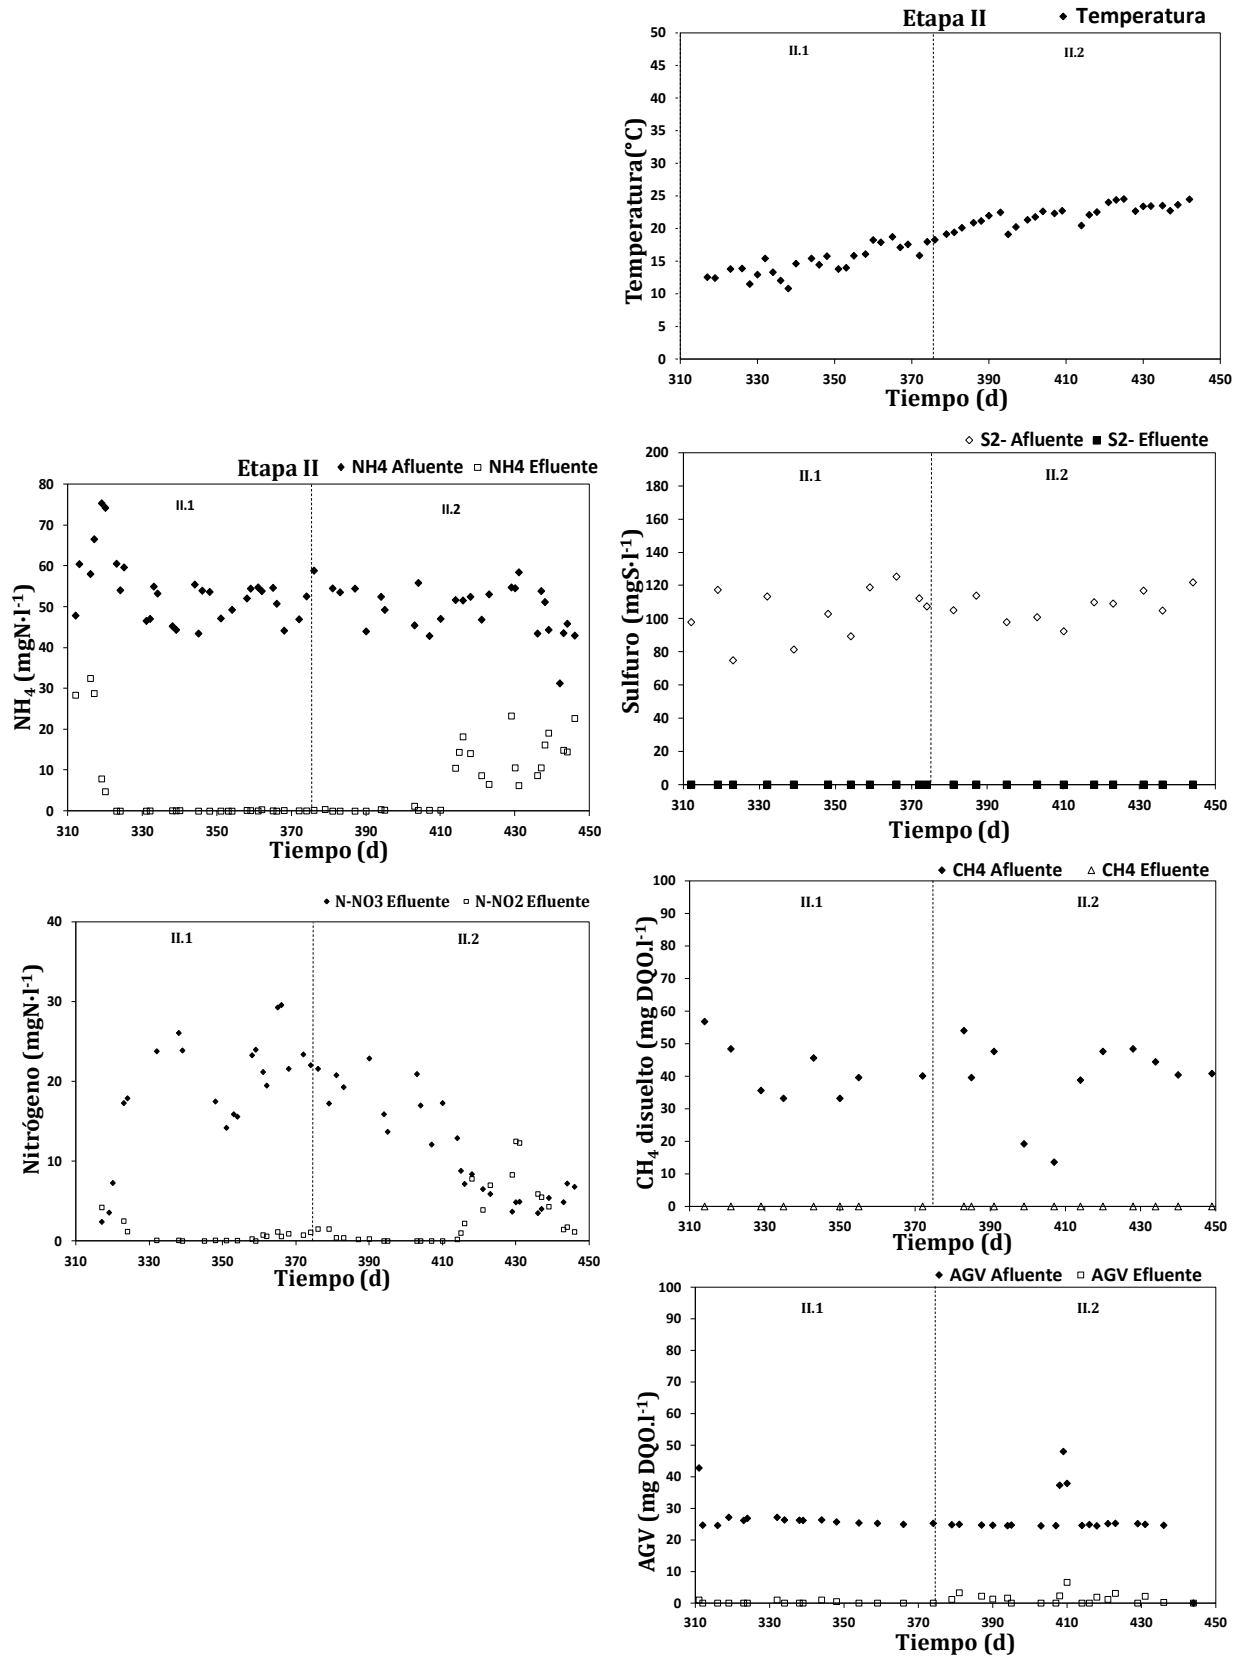 Etapa II
Temperatura
II.1
II.2
50
45
40
35
30
25
20
15
10
5
0
Temperatura(°C)
310 330 350 370 390 410 430 450
Tiempo (d)
Etapa II
NH4 Afluente NH4 Efluente
II.1
II.2
80
70
60
50
40
30
20
10
0
NH4 (mgN·l-1)
310 330 350 370 390 410 430 450
Tiempo (d)
S2- Afluente S2- Efluente
II.1
II.2
200
180
160
140
120
100
80
60
40
20
0
Sulfuro (mgS·l-1)
310 330 350 370 390 410 430 450
Tiempo (d)
N-NO3 Efluente N-NO2 Efluente
II.1
II.2
40
30
20
10
0
Nitrógeno (mgN·l-1)
310 330 350 370 390 410 430 450
Tiempo (d)
CH4 Afluente CH4 Efluente
II.1
II.2
100
90
80
70
60
50
40
30
20
10
0
CH4 disuelto (mg DQO.l-1)
310 330 350 370 390 410 430 450
Tiempo (d)
AGV Afluente AGV Efluente
II.1
II.2
100
90
80
70
60
50
40
30
20
10
0
AGV (mg DQO.l-1)
310 330 350 370 390 410 430 450
Tiempo (d)